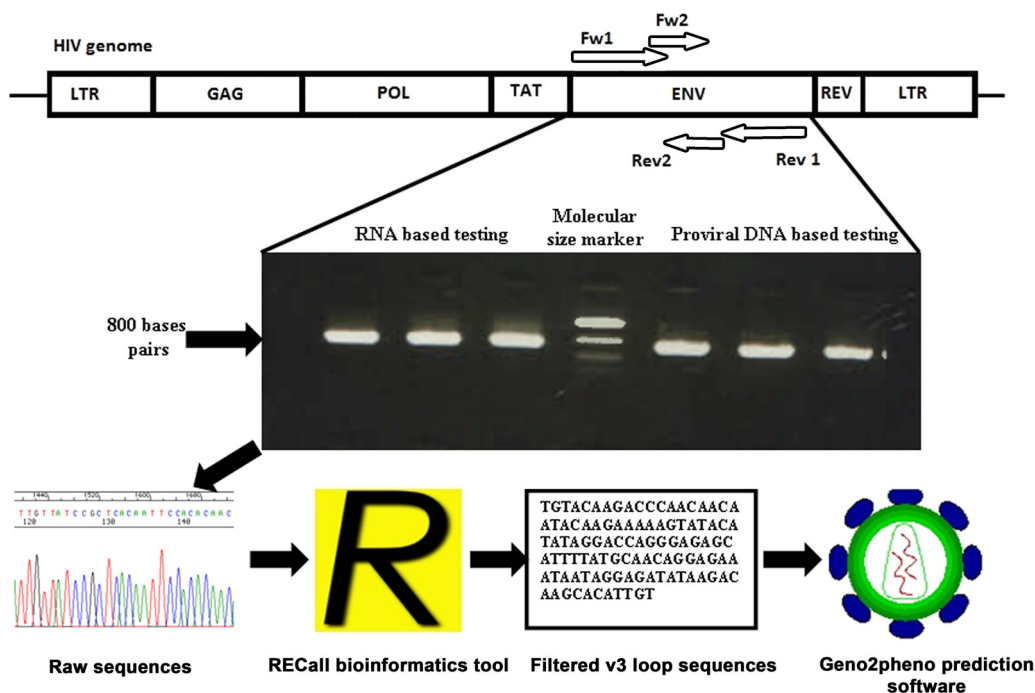 Fw2
Fw1
HIV genome
LTR GAG POL TAT ENV REV LTR
Rev2 Rev 1
RNA based testing
Molecular
size marker
Proviral DNA based testing
800 bases
pairs
1440 1520 1600 1680
TTGTTATCCGCTCACAATTCCACACAAC
120 130 140
R
TGTACAAGACCCAACAACA
ATACAAGAAAAAGTATACA
TATAGGACCAGGGAGAGC
ATTTTATGCAACAGGAGAA
ATAATAGGAGATATAAGAC
AAGCACATTGT
Raw sequences
RECall bioinformatics tool
Filtered v3 loop sequences
Geno2pheno prediction
software